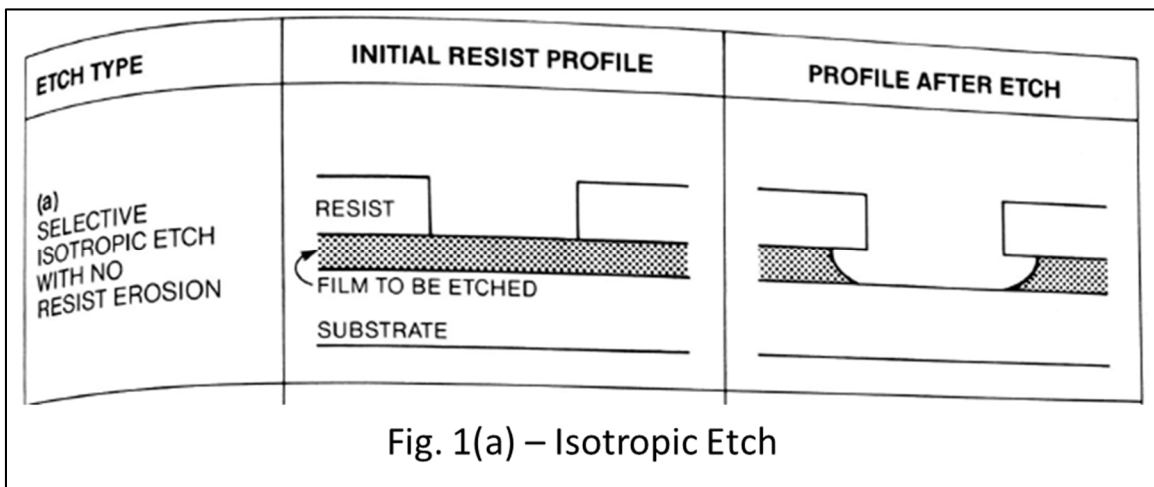 ETCH TYPE
INITIAL RESIST PROFILE
PROFILE AFTER ETCH
(a)
SELECTIVE
ISOTROPIC ETCH
WITH NO
RESIST EROSION
RESIST
FILM TO BE ETCHED
SUBSTRATE
Fig. 1(a) – Isotropic Etch